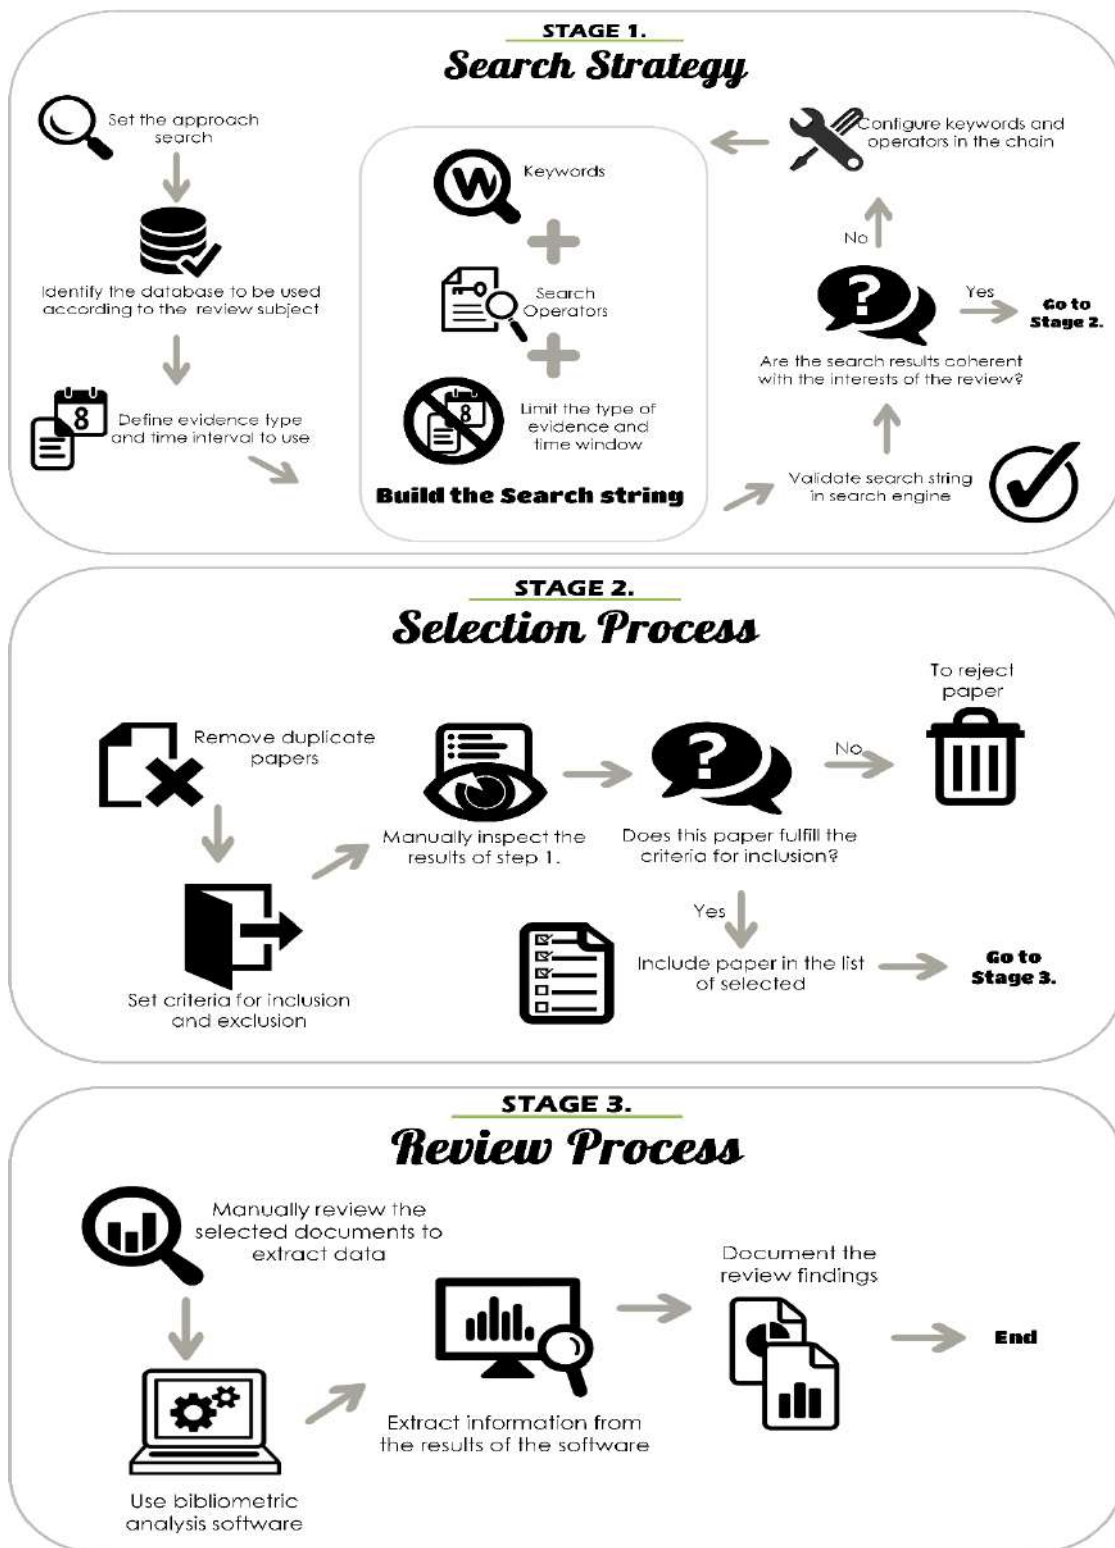 STAGE 1.
Search Strategy
Set the approach
search
Identify the database to be used
according to the review subject
8
Define evidence type
and time interval to use
W
Keywords
Search
Operators
8
Limit the type of
evidence and
time window
Build the Search string
Validate search string
in search engine
?
Are the search results coherent
with the interests of the review?
Yes
Go to
Stage 2.
No
Configure keywords and
operators in the chain
STAGE 2.
Selection Process
Remove duplicate
papers
Set criteria for inclusion
and exclusion
Manually inspect the
results of step 1.
?
Does this paper fulfill the
criteria for inclusion?
No
To reject
paper
Yes
Include paper in the list
of selected
Go to
Stage 3.
STAGE 3.
Review Process
Manually review the
selected documents to
extract data
Use bibliometric
analysis software
Extract information from
the results of the software
Document the
review findings
End